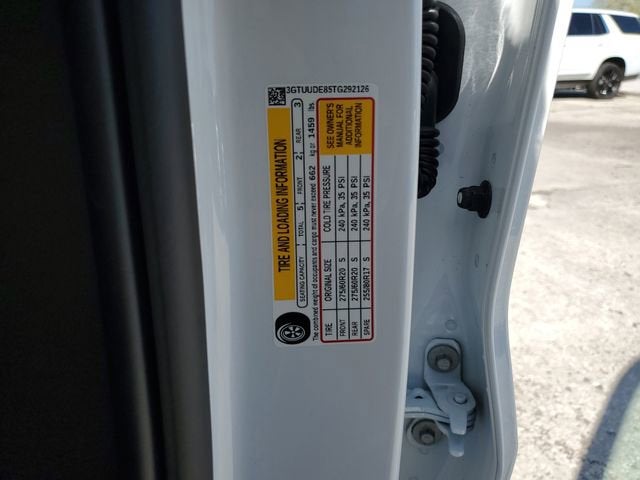 3GTUUDE85TG292126
TIRE AND LOADING INFORMATION
SEATING CAPACITY TOTAL 5 FRONT 2 REAR 3
The combined weight of occupants and cargo must never exceed 662 kg or 1459 lbs.
TIRE ORIGINAL SIZE COLD TIRE PRESSURE
FRONT 275/60R20 S 240 kPa, 35 PSI
REAR 275/60R20 S 240 kPa, 35 PSI
SPARE 255/80R17 S 240 kPa, 35 PSI
SEE OWNER'S
MANUAL FOR
ADDITIONAL
INFORMATION